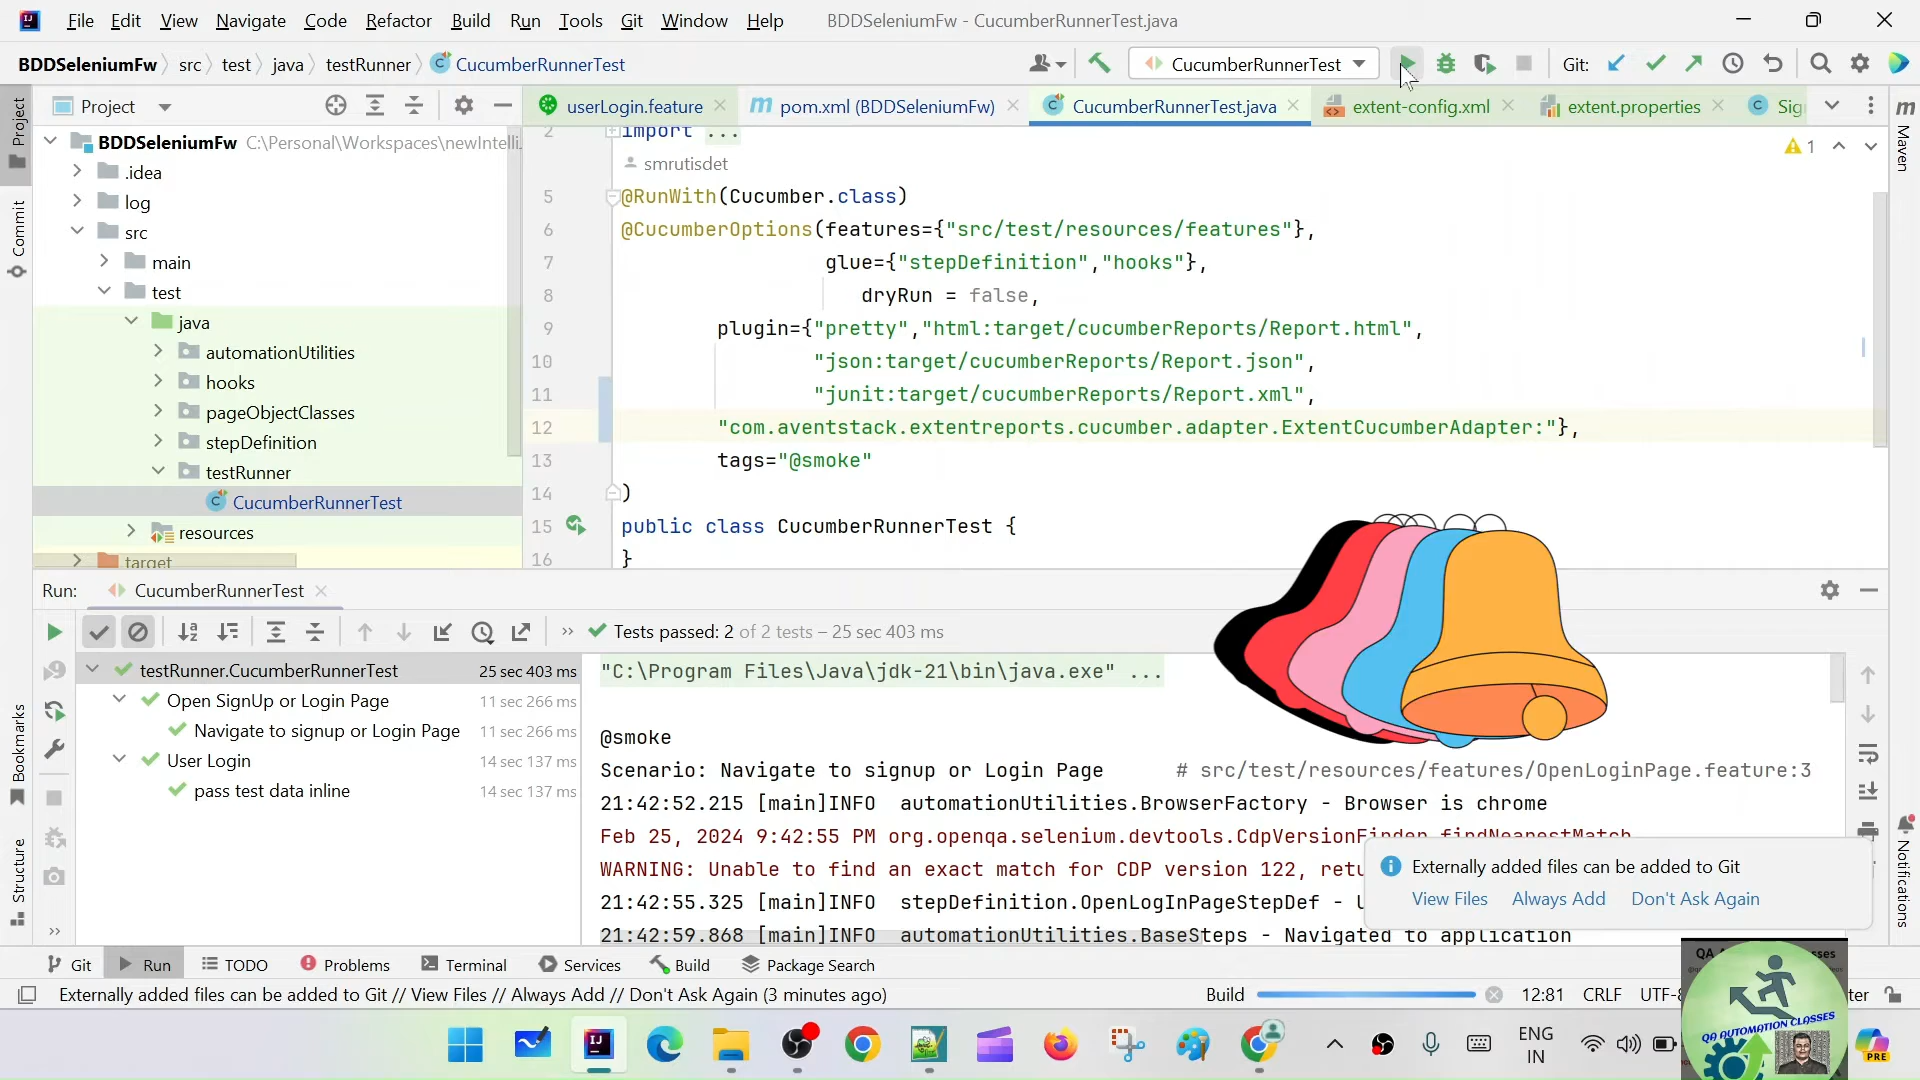 File Edit View Navigate Code Refactor Build Run Tools Git Window Help BDDSeleniumFw - CucumberRunnerTest.java
BDDSeleniumFw src test java testRunner CucumberRunnerTest CucumberRunnerTest Git:
Project userLogin.feature pom.xml (BDDSeleniumFw) CucumberRunnerTest.java extent-config.xml extent.properties Sig
Project
Commit
Bookmarks
Structure
Maven
Notifications
BDDSeleniumFw C:\Personal\Workspaces\newIntelli
.idea
log
src
main
test
java
automationUtilities
hooks
pageObjectClasses
stepDefinition
testRunner
CucumberRunnerTest
resources
target
1
2 import ...
smrutisdet
5 @RunWith(Cucumber.class)
6 @CucumberOptions(features={"src/test/resources/features"},
7 glue={"stepDefinition","hooks"},
8 dryRun = false,
9 plugin={"pretty","html:target/cucumberReports/Report.html",
10 "json:target/cucumberReports/Report.json",
11 "junit:target/cucumberReports/Report.xml",
12 "com.aventstack.extentreports.cucumber.adapter.ExtentCucumberAdapter:"},
13 tags="@smoke"
14 )
15 public class CucumberRunnerTest {
16 }
Run: CucumberRunnerTest
Tests passed: 2 of 2 tests – 25 sec 403 ms
testRunner.CucumberRunnerTest 25 sec 403 ms
Open SignUp or Login Page 11 sec 266 ms
Navigate to signup or Login Page 11 sec 266 ms
User Login 14 sec 137 ms
pass test data inline 14 sec 137 ms
"C:\Program Files\Java\jdk-21\bin\java.exe" ...
@smoke
Scenario: Navigate to signup or Login Page # src/test/resources/features/OpenLoginPage.feature:3
21:42:52.215 [main]INFO automationUtilities.BrowserFactory - Browser is chrome
Feb 25, 2024 9:42:55 PM org.openqa.selenium.devtools.CdpVersionFinder findNearestMatch
WARNING: Unable to find an exact match for CDP version 122, retu
21:42:55.325 [main]INFO stepDefinition.OpenLogInPageStepDef - U
21:42:59.868 [main]INFO automationUtilities.BaseSteps - Navigated to application
Externally added files can be added to Git
View Files Always Add Don't Ask Again
Git Run TODO Problems Terminal Services Build Package Search
Externally added files can be added to Git // View Files // Always Add // Don't Ask Again (3 minutes ago) Build 12:81 CRLF UTF-8 ter
QA AUTOMATION CLASSES
ENG
IN
PRE